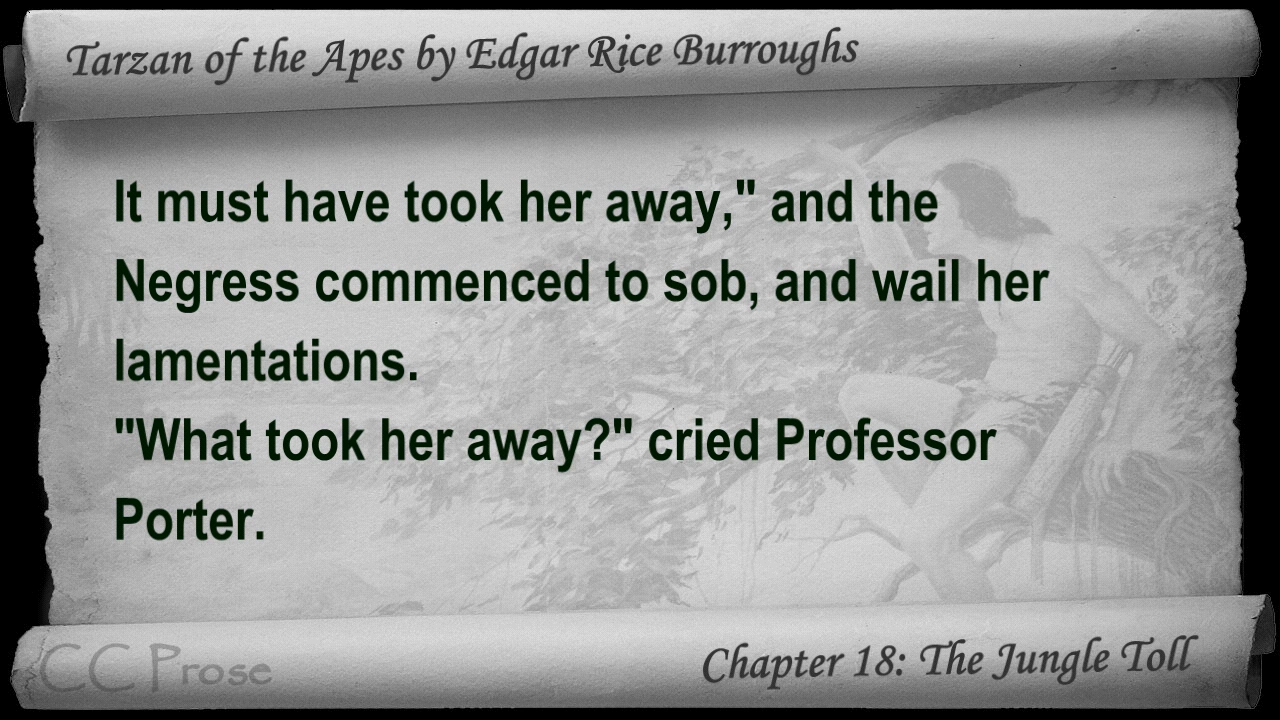 Tarzan of the Apes by Edgar Rice Burroughs
It must have took her away," and the
Negress commenced to sob, and wail her
lamentations.
"What took her away?" cried Professor
Porter.
CC Prose
Chapter 18: The Jungle Toll